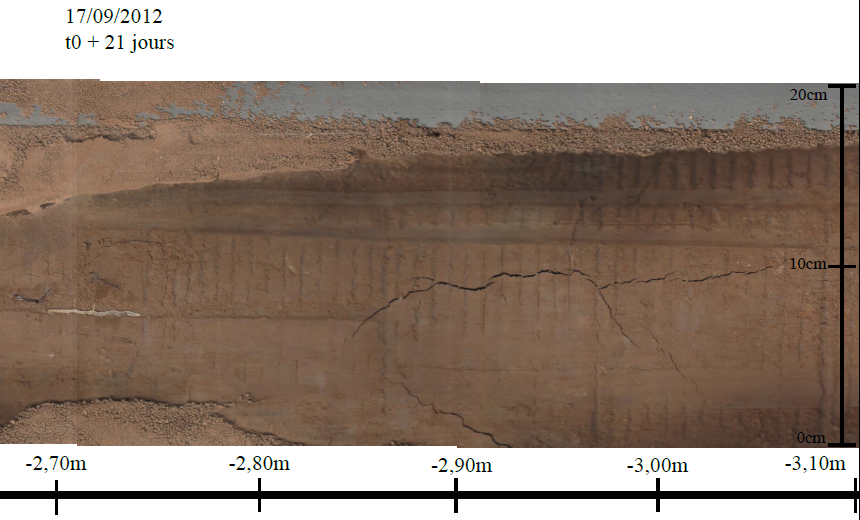 17/09/2012
t0 + 21 jours
20cm
10cm
0cm
-2,70m
-2,80m
-2,90m
-3,00m
-3,10m